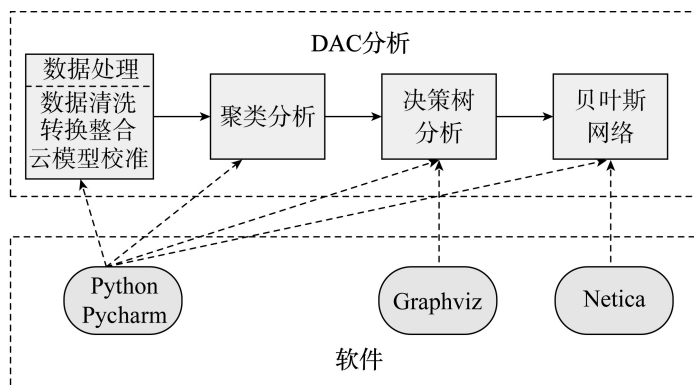 DAC分析
数据处理
数据清洗
转换整合
云模型校准
聚类分析
决策树
分析
贝叶斯
网络
Python
Pycharm
Graphviz
Netica
软件